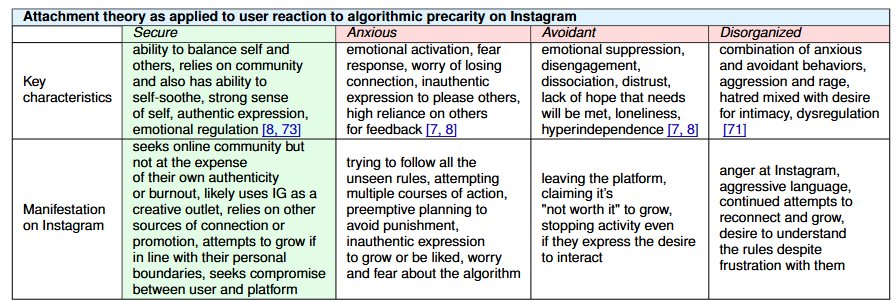 Attachment theory as applied to user reaction to algorithmic precarity on Instagram
Secure
Anxious
Avoidant
Disorganized
Key
characteristics
ability to balance self and
others, relies on community
and also has ability to
self-soothe, strong sense
of self, authentic expression,
emotional regulation [8, 73]
emotional activation, fear
response, worry of losing
connection, inauthentic
expression to please others,
high reliance on others
for feedback [7, 8]
emotional suppression,
disengagement,
dissociation, distrust,
lack of hope that needs
will be met, loneliness,
hyperindependence [7, 8]
combination of anxious
and avoidant behaviors,
aggression and rage,
hatred mixed with desire
for intimacy, dysregulation
[71]
Manifestation
on Instagram
seeks online community but
not at the expense
of their own authenticity
or burnout, likely uses IG as a
creative outlet, relies on other
sources of connection or
promotion, attempts to grow if
in line with their personal
boundaries, seeks compromise
between user and platform
trying to follow all the
unseen rules, attempting
multiple courses of action,
preemptive planning to
avoid punishment,
inauthentic expression
to grow or be liked, worry
and fear about the algorithm
leaving the platform,
claiming it's
"not worth it" to grow,
stopping activity even
if they express the desire
to interact
anger at Instagram,
aggressive language,
continued attempts to
reconnect and grow,
desire to understand
the rules despite
frustration with them